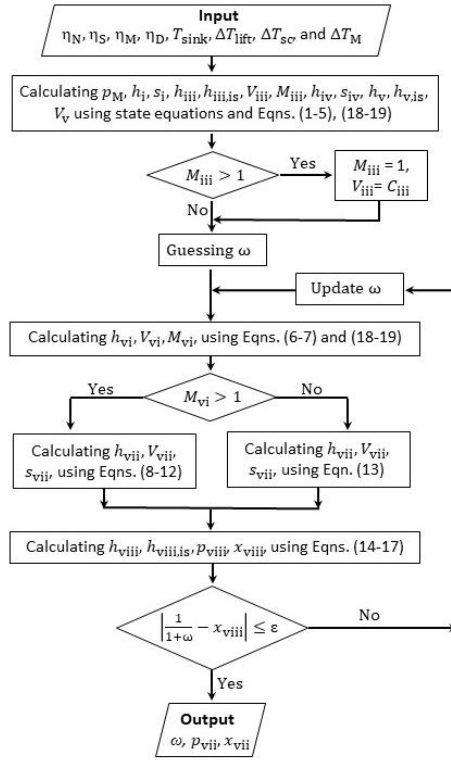 Input
η_N, η_S, η_M, η_D, T_sink, ΔT_lift, ΔT_sc, and ΔT_M
Calculating p_M, h_i, s_i, h_iii, h_iii,is, V_iii, M_iii, h_iv, s_iv, h_v, h_v,is,
V_v using state equations and Eqns. (1-5), (18-19)
M_iii > 1
Yes
M_iii = 1,
V_iii = C_iii
No
Guessing ω
Update ω
Calculating h_vi, V_vi, M_vi, using Eqns. (6-7) and (18-19)
Yes
M_vi > 1
No
Calculating h_vii, V_vii,
s_vii, using Eqns. (8-12)
Calculating h_vii, V_vii,
s_vii, using Eqn. (13)
Calculating h_viii, h_viii,is, p_viii, x_viii, using Eqns. (14-17)
|1/(1+ω) − x_viii| ≤ ε
No
Yes
Output
ω, p_vii, x_vii